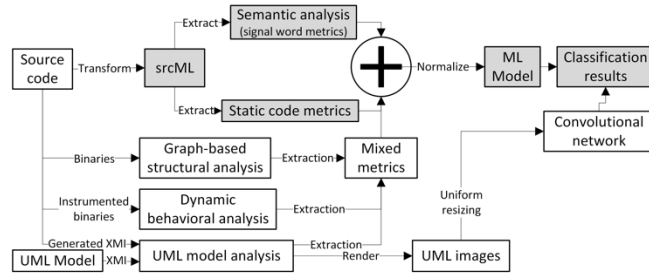 Semantic analysis
(signal word metrics)
Extract
Source
code
Transform
srcML
Normalize
ML
Model
Classification
results
Extract
Static code metrics
Convolutional
network
Binaries
Graph-based
structural analysis
Extraction
Mixed
metrics
Instrumented
binaries
Dynamic
behavioral analysis
Extraction
Uniform
resizing
Generated XMI
UML Model
XMI
UML model analysis
Extraction
Render
UML images